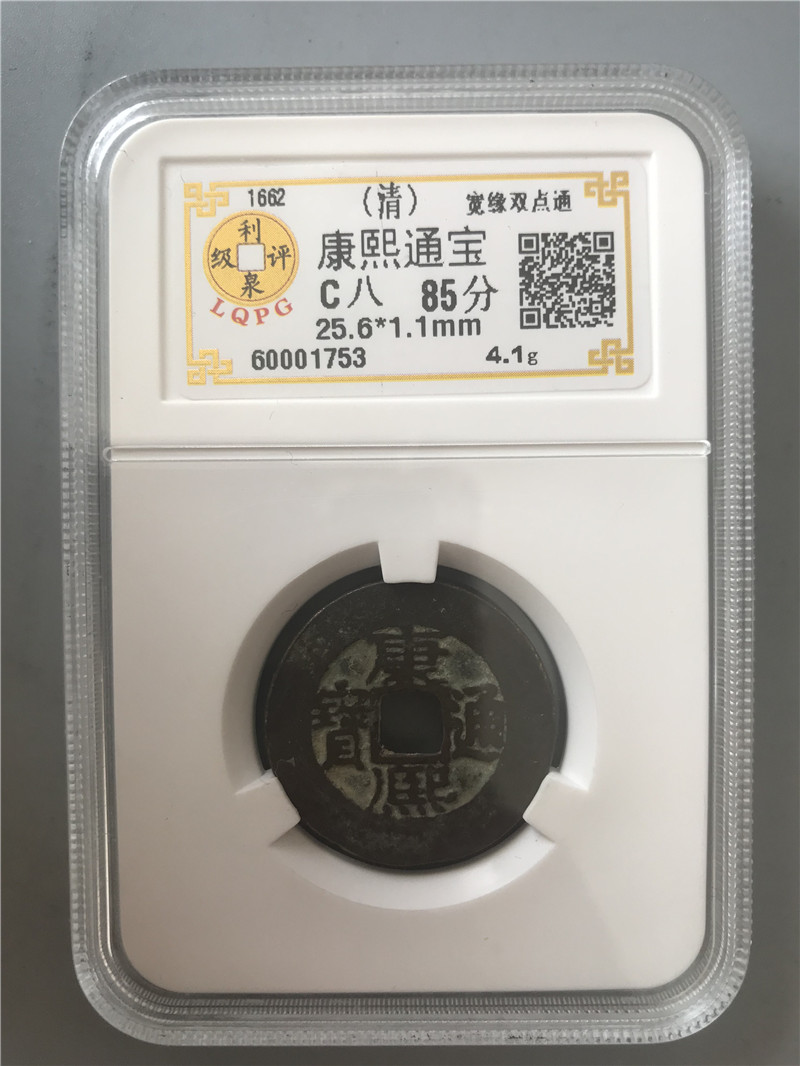 1662 （清） 宽缘双点通
利泉评级
LQPG
康熙通宝
C八 85分
25.6*1.1mm
60001753 4.1g
康熙通寶